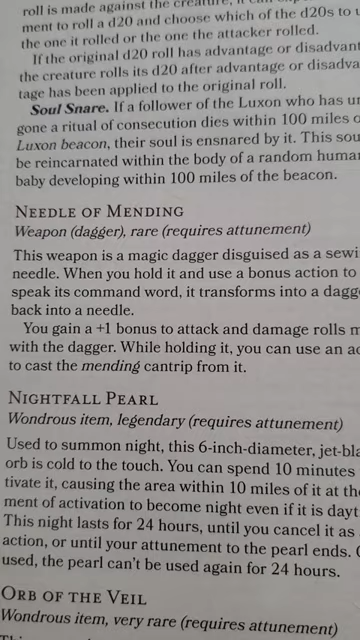 roll is made against the creature, it can
ment to roll a d20 and choose which of the d20s to u
the one it rolled or the one the attacker rolled.
If the original d20 roll has advantage or disadvant
the creature rolls its d20 after advantage or disadva
tage has been applied to the original roll.
Soul Snare. If a follower of the Luxon who has un
gone a ritual of consecution dies within 100 miles o
Luxon beacon, their soul is ensnared by it. This sou
be reincarnated within the body of a random human
baby developing within 100 miles of the beacon.
NEEDLE OF MENDING
Weapon (dagger), rare (requires attunement)
This weapon is a magic dagger disguised as a sewi
needle. When you hold it and use a bonus action to
speak its command word, it transforms into a dagg
back into a needle.
You gain a +1 bonus to attack and damage rolls m
with the dagger. While holding it, you can use an ac
to cast the mending cantrip from it.
NIGHTFALL PEARL
Wondrous item, legendary (requires attunement)
Used to summon night, this 6-inch-diameter, jet-bla
orb is cold to the touch. You can spend 10 minutes
tivate it, causing the area within 10 miles of it at the
ment of activation to become night even if it is dayt
This night lasts for 24 hours, until you cancel it as
action, or until your attunement to the pearl ends. O
used, the pearl can't be used again for 24 hours.
ORB OF THE VEIL
Wondrous item, very rare (requires attunement)